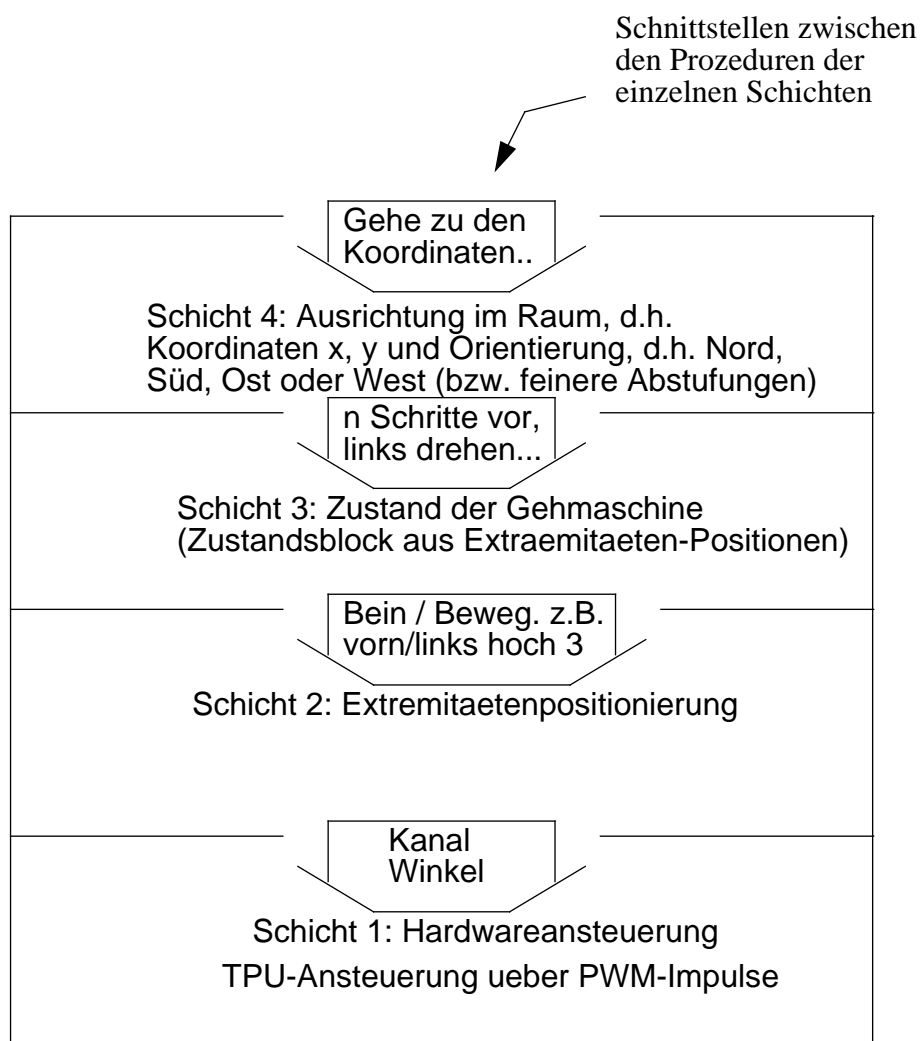 Schnittstellen zwischen
den Prozeduren der
einzelnen Schichten
Gehe zu den
Koordinaten..
Schicht 4: Ausrichtung im Raum, d.h.
Koordinaten x, y und Orientierung, d.h. Nord,
Süd, Ost oder West (bzw. feinere Abstufungen)
n Schritte vor,
links drehen...
Schicht 3: Zustand der Gehmaschine
(Zustandsblock aus Extraemitaeten-Positionen)
Bein / Beweg. z.B.
vorn/links hoch 3
Schicht 2: Extremitaetenpositionierung
Kanal
Winkel
Schicht 1: Hardwareansteuerung
TPU-Ansteuerung ueber PWM-Impulse